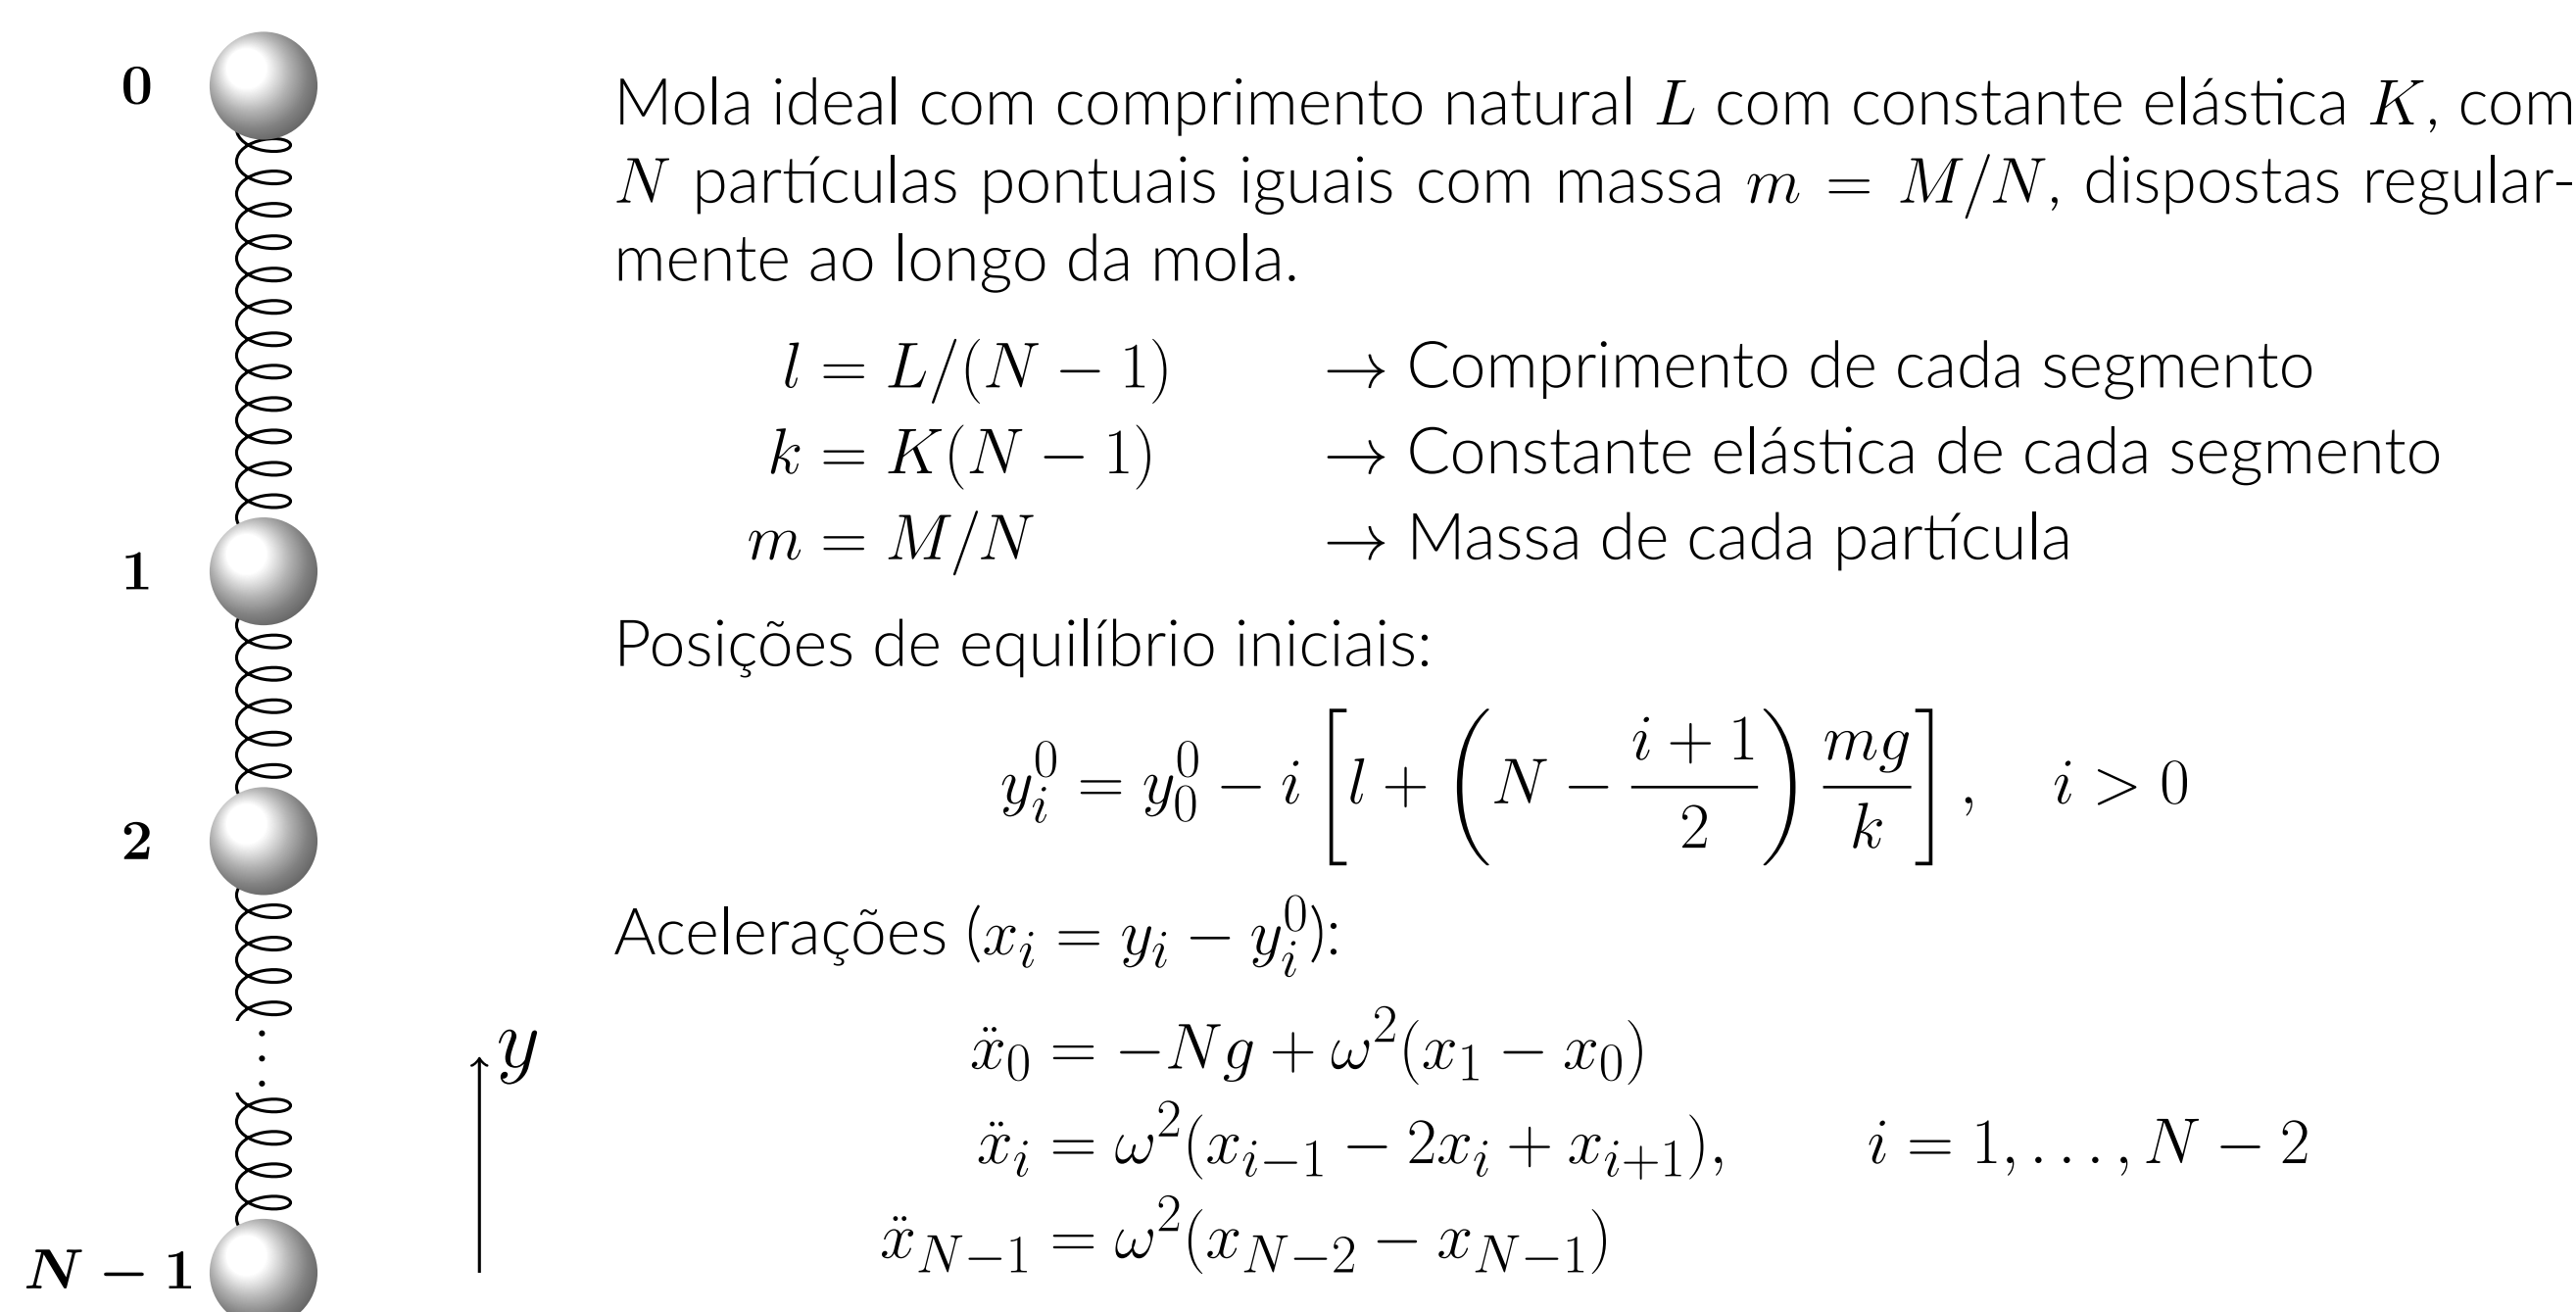 0
1
2
N − 1
y
Mola ideal com comprimento natural L com constante elástica K, com
N partículas pontuais iguais com massa m = M/N, dispostas regular-
mente ao longo da mola.
l = L/(N − 1) → Comprimento de cada segmento
k = K(N − 1) → Constante elástica de cada segmento
m = M/N → Massa de cada partícula
Posições de equilíbrio iniciais:
y_i^0 = y_0^0 − i [l + (N − (i + 1)/2) mg/k], i > 0
Acelerações (x_i = y_i − y_i^0):
ẍ_0 = −Ng + ω^2(x_1 − x_0)
ẍ_i = ω^2(x_{i−1} − 2x_i + x_{i+1}), i = 1, . . . , N − 2
ẍ_{N−1} = ω^2(x_{N−2} − x_{N−1})